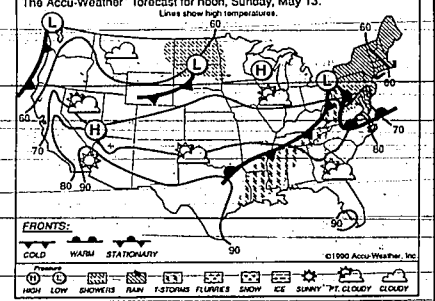 The Accu-Weather forecast for noon, Sunday, May 13.
Lines show high temperatures.
60
L
L
H
L
60
H
60
70
80 90
70
80
90
90
FRONTS:
COLD WARM STATIONARY
©1990 Accu-Weather, Inc.
Pressure
H L
HIGH LOW SHOWERS RAIN T-STORMS FLURRIES SNOW ICE SUNNY PT. CLOUDY CLOUDY